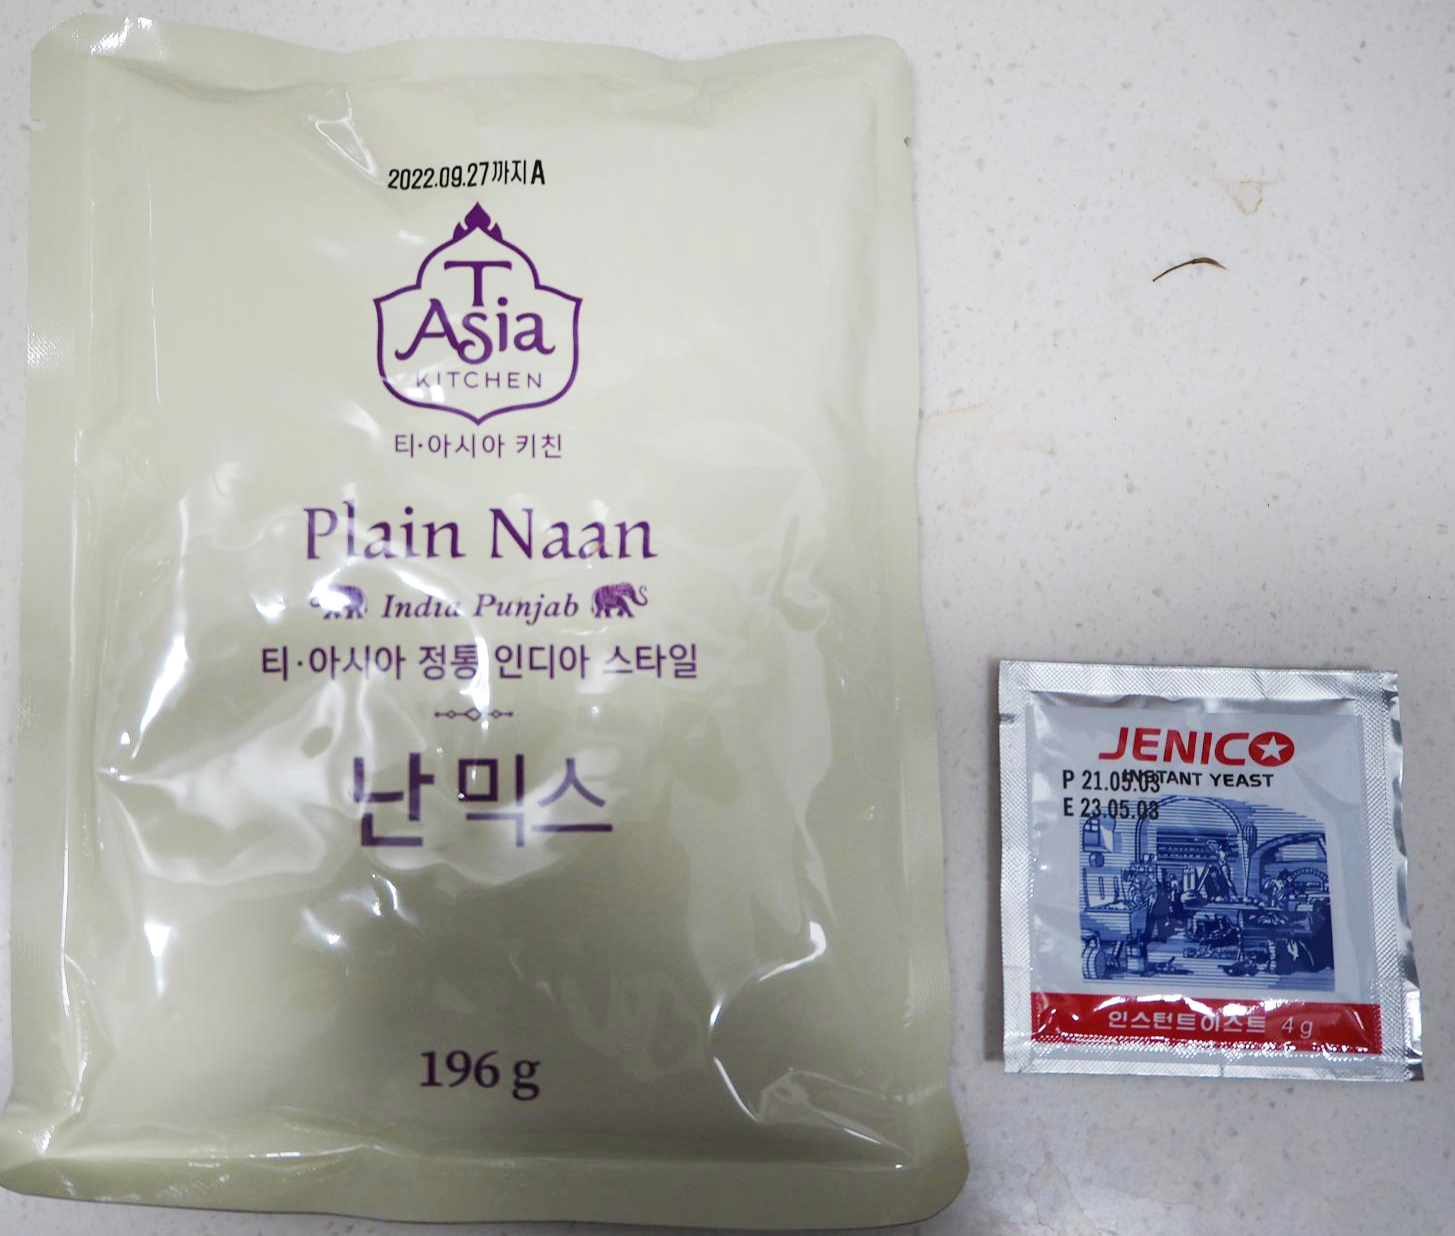 2022.09.27까지A
T
Asia
KITCHEN
티·아시아 키친
Plain Naan
India Punjab
티·아시아 정통 인디아 스타일
난 믹스
196 g
JENICO
INSTANT YEAST
P 21.05.03
E 23.05.03
인스턴트이스트 4g